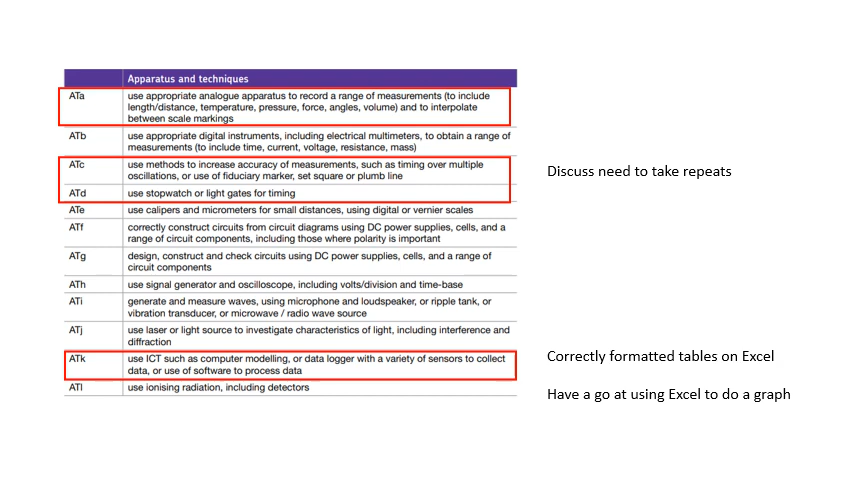 Apparatus and techniques
ATa use appropriate analogue apparatus to record a range of measurements (to include
length/distance, temperature, pressure, force, angles, volume) and to interpolate
between scale markings
ATb use appropriate digital instruments, including electrical multimeters, to obtain a range of
measurements (to include time, current, voltage, resistance, mass)
ATc use methods to increase accuracy of measurements, such as timing over multiple
oscillations, or use of fiduciary marker, set square or plumb line
Discuss need to take repeats
ATd use stopwatch or light gates for timing
ATe use calipers and micrometers for small distances, using digital or vernier scales
ATf correctly construct circuits from circuit diagrams using DC power supplies, cells, and a
range of circuit components, including those where polarity is important
ATg design, construct and check circuits using DC power supplies, cells, and a range of
circuit components
ATh use signal generator and oscilloscope, including volts/division and time-base
ATi generate and measure waves, using microphone and loudspeaker, or ripple tank, or
vibration transducer, or microwave / radio wave source
ATj use laser or light source to investigate characteristics of light, including interference and
diffraction
ATk use ICT such as computer modelling, or data logger with a variety of sensors to collect
data, or use of software to process data
Correctly formatted tables on Excel
ATl use ionising radiation, including detectors
Have a go at using Excel to do a graph